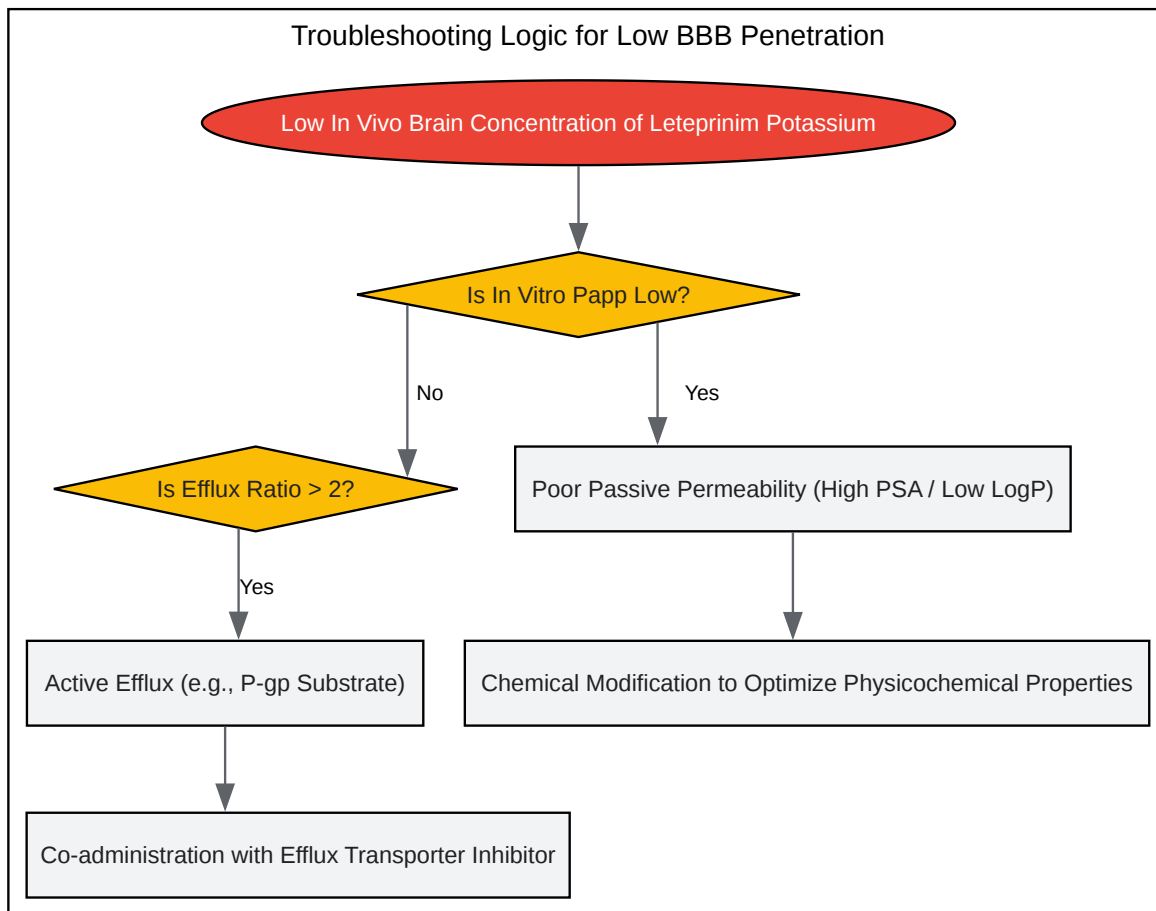 Troubleshooting Logic for Low BBB Penetration
Low In Vivo Brain Concentration of Leteprinim Potassium
Is In Vitro Papp Low?
No
Yes
Is Efflux Ratio > 2?
Poor Passive Permeability (High PSA / Low LogP)
Yes
Active Efflux (e.g., P-gp Substrate)
Chemical Modification to Optimize Physicochemical Properties
Co-administration with Efflux Transporter Inhibitor